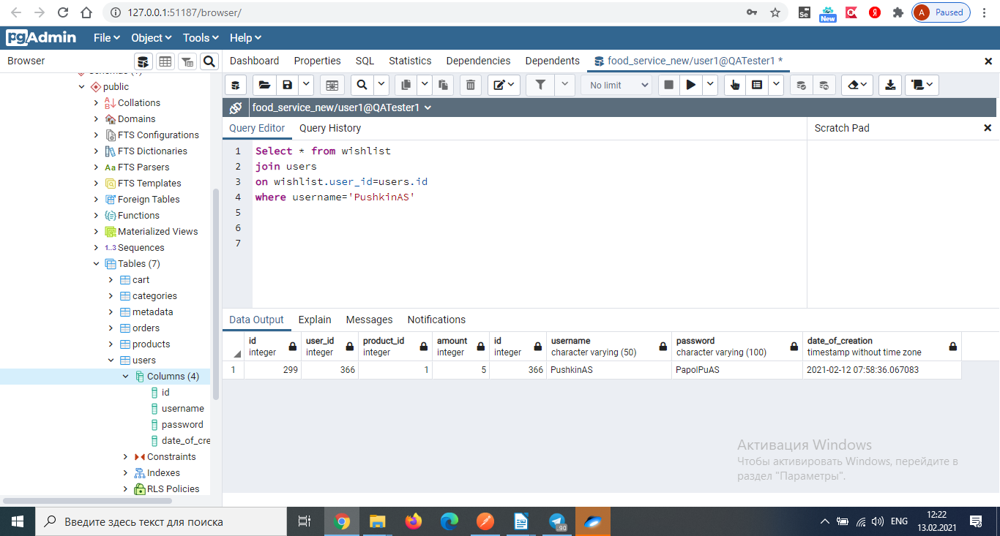 127.0.0.1:51187/browser/
Se
New
Я
A Paused
pgAdmin File Object Tools Help
Browser
Dashboard Properties SQL Statistics Dependencies Dependents food_service_new/user1@QATester1 *
No limit
food_service_new/user1@QATester1
Query Editor Query History Scratch Pad
public
Collations
Domains
FTS Configurations
FTS Dictionaries
Aa FTS Parsers
FTS Templates
Foreign Tables
Functions
Materialized Views
1..3 Sequences
Tables (7)
cart
categories
metadata
orders
products
users
Columns (4)
id
username
password
date_of_cre
Constraints
Indexes
RLS Policies
1 Select * from wishlist
2 join users
3 on wishlist.user_id=users.id
4 where username='PushkinAS'
5
6
7
Data Output Explain Messages Notifications
id user_id product_id amount id username password date_of_creation
integer integer integer integer integer character varying (50) character varying (100) timestamp without time zone
1 299 366 1 5 366 PushkinAS PapolPuAS 2021-02-12 07:58:36.067083
Активация Windows
Чтобы активировать Windows, перейдите в
раздел "Параметры".
Введите здесь текст для поиска
.90
ENG
12:22
13.02.2021